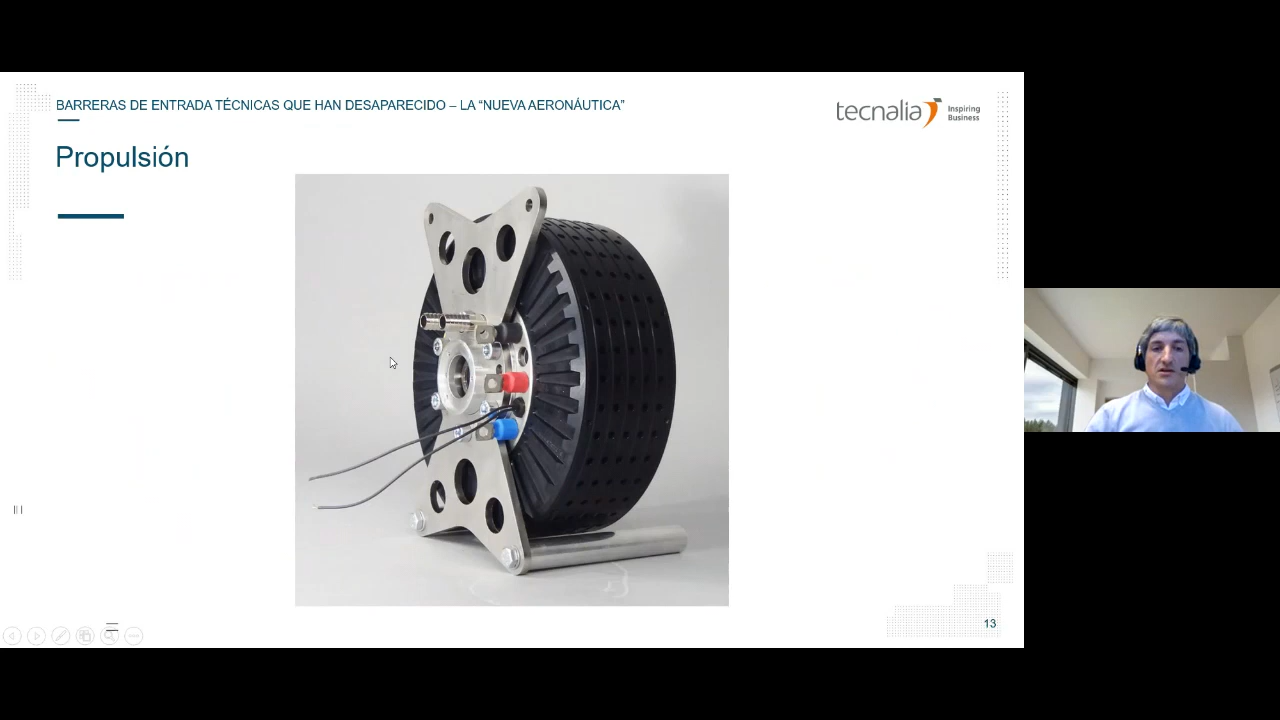 BARRERAS DE ENTRADA TÉCNICAS QUE HAN DESAPARECIDO – LA “NUEVA AERONÁUTICA”
tecnalia Inspiring
Business
Propulsión
13